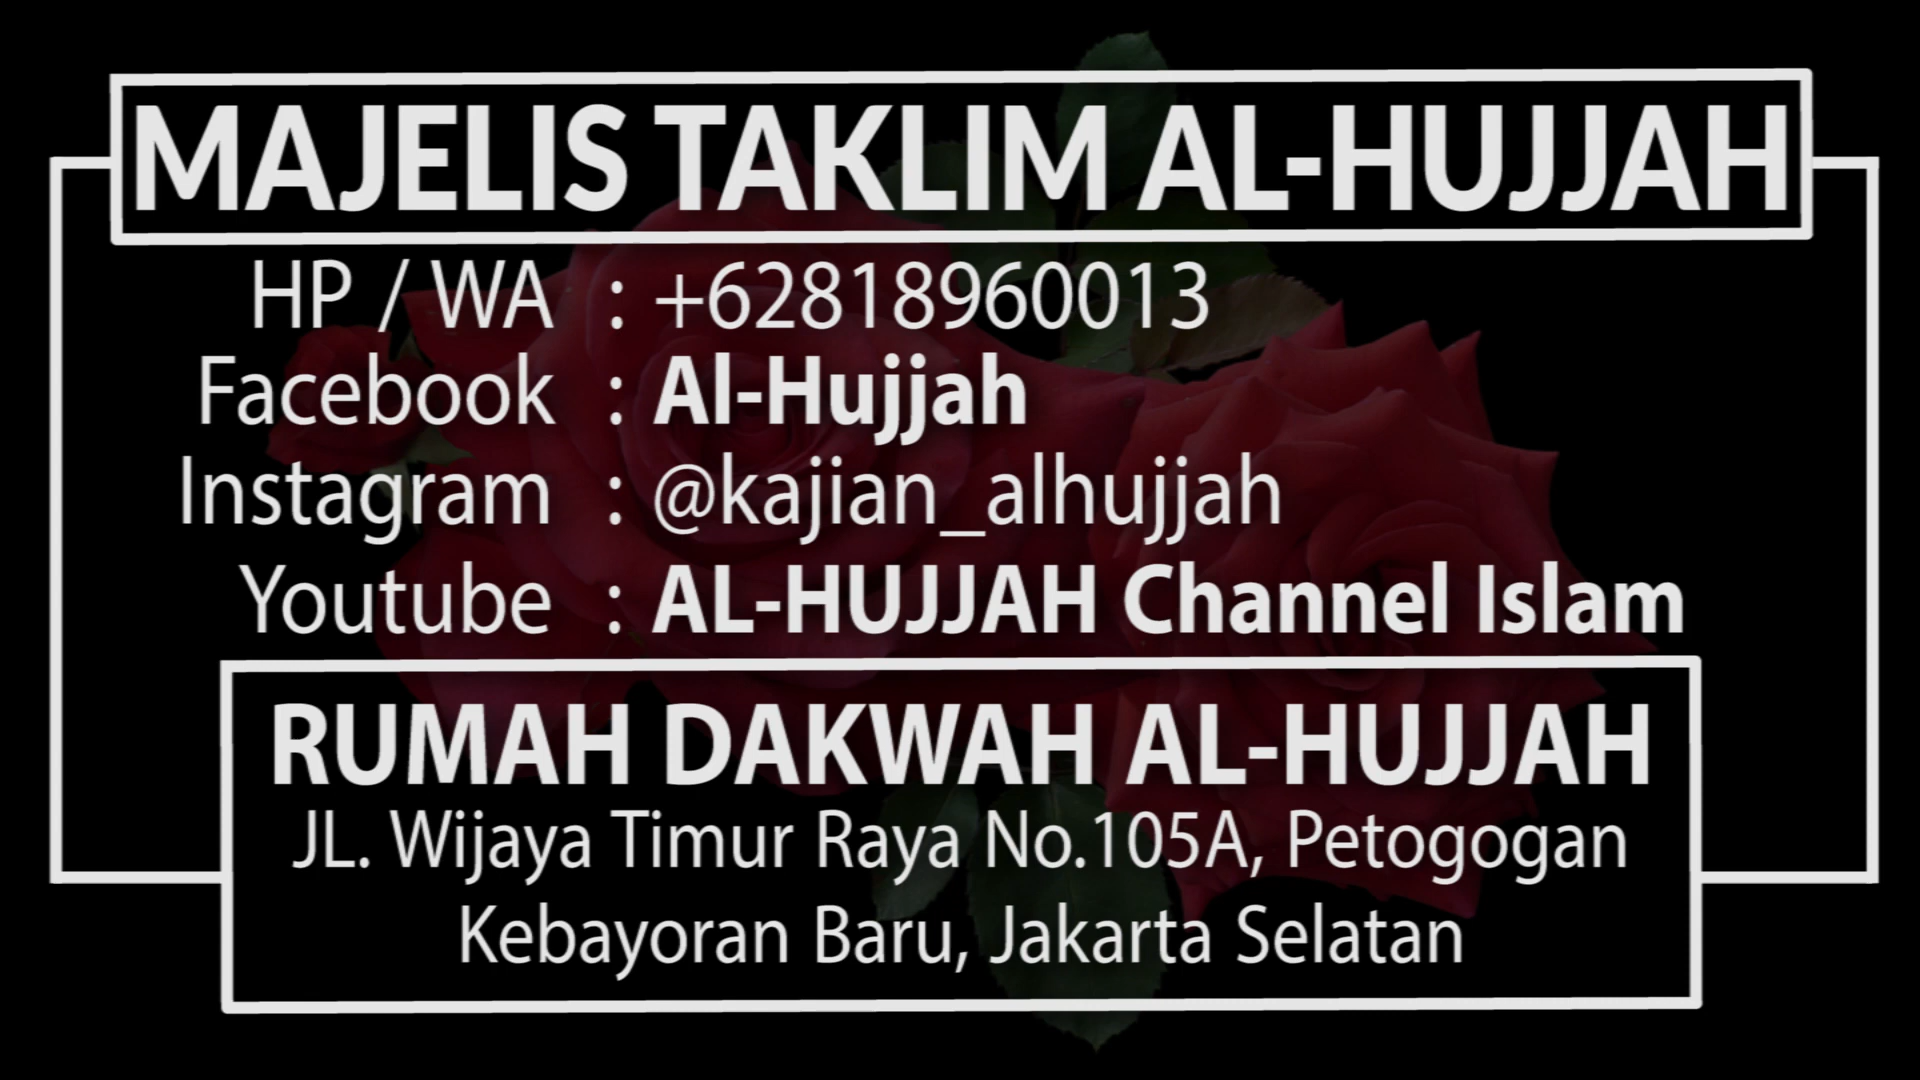 MAJELIS TAKLIM AL-HUJJAH
HP / WA : +62818960013
Facebook : Al-Hujjah
Instagram : @kajian_alhujjah
Youtube : AL-HUJJAH Channel Islam
RUMAH DAKWAH AL-HUJJAH
JL. Wijaya Timur Raya No.105A, Petogogan
Kebayoran Baru, Jakarta Selatan